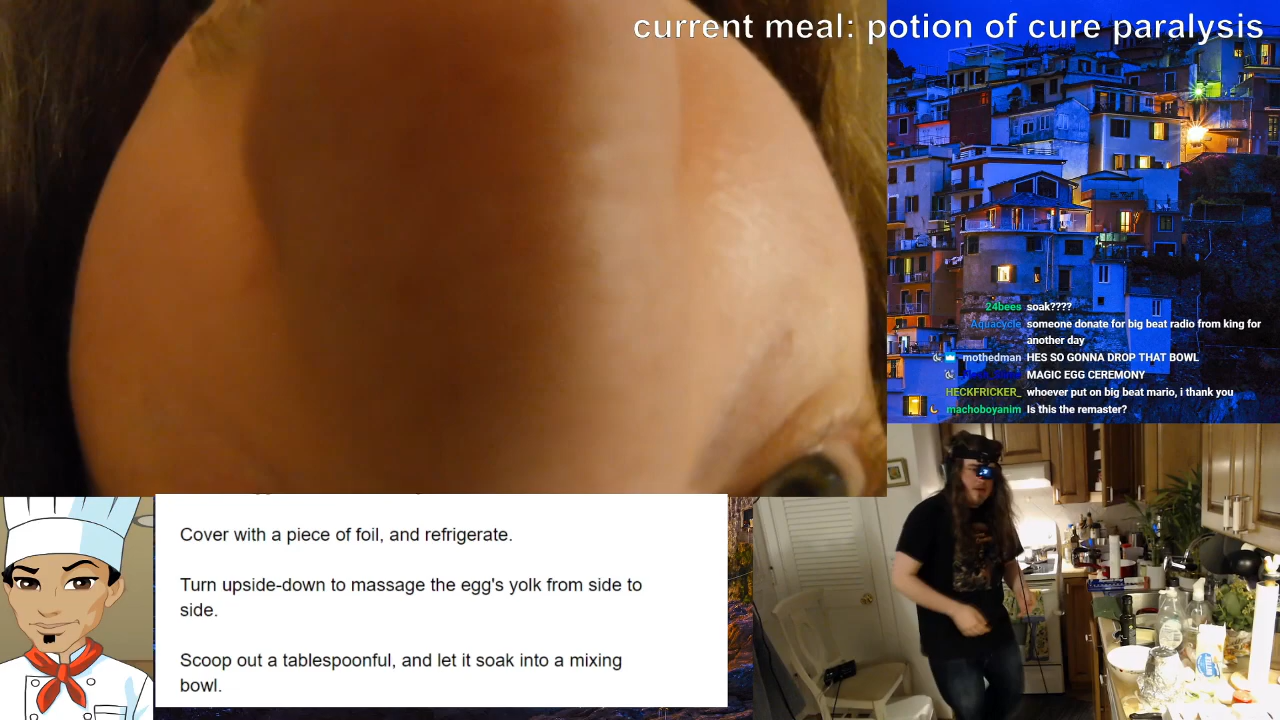 current meal: potion of cure paralysis
24bees soak????
Aquacycle someone donate for big beat radio from king for
another day
mothedman HES SO GONNA DROP THAT BOWL
MAGIC EGG CEREMONY
HECKFRICKER_ whoever put on big beat mario, i thank you
machoboyanim Is this the remaster?
Cover with a piece of foil, and refrigerate.
Turn upside-down to massage the egg's yolk from side to
side.
Scoop out a tablespoonful, and let it soak into a mixing
bowl.